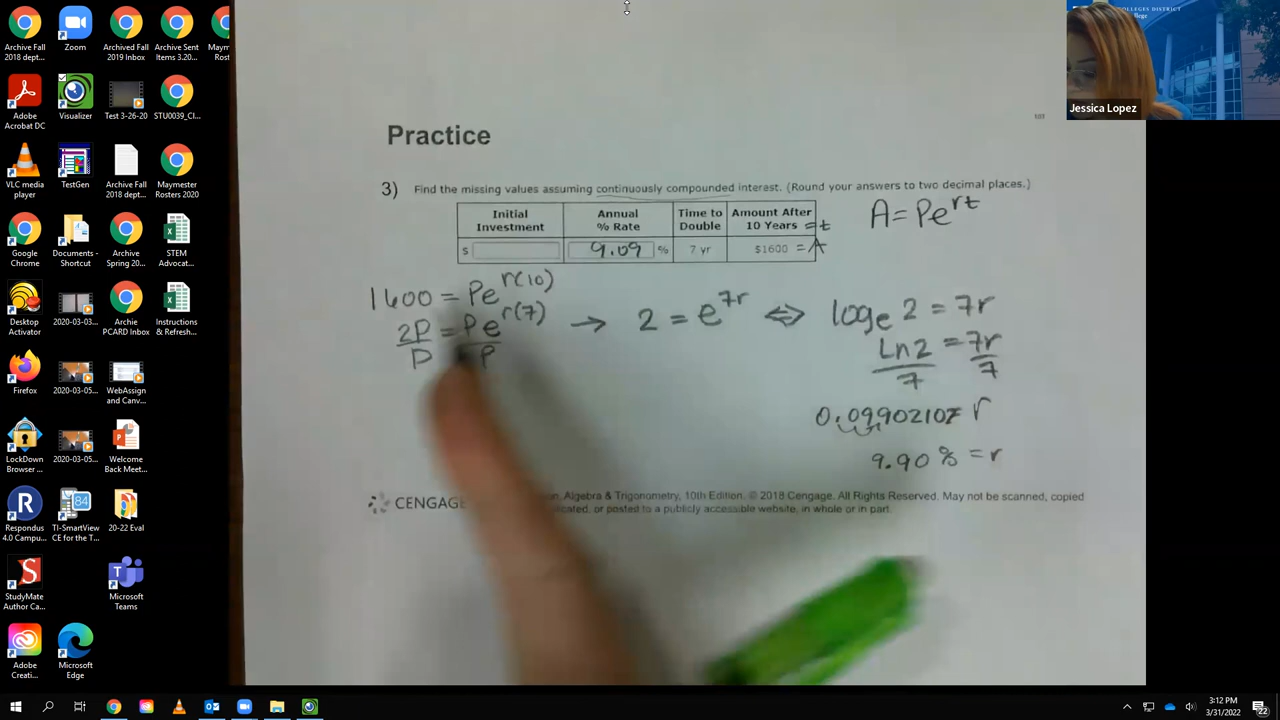 Archive Fall 2018 dept...
Zoom
Archived Fall 2019 Inbox
Archive Sent Items 3.20...
Adobe Acrobat DC
Visualizer
Test 3-26-20
STU0039_Cl...
VLC media player
TestGen
Archive Fall 2018 dept...
Maymester Rosters 2020
Google Chrome
Documents - Shortcut
Archive Spring 20...
STEM Advocat...
Desktop Activator
2020-03-03...
Archie PCARD Inbox
Instructions & Refresh...
Firefox
2020-03-05...
WebAssign and Canv...
LockDown Browser ...
2020-03-05...
Welcome Back Meet...
Respondus 4.0 Campu...
TI-SmartView CE for the T...
20-22 Eval
StudyMate Author Ca...
Microsoft Teams
Adobe Creati...
Microsoft Edge
COLLEGES DISTRICT
Jessica Lopez
Practice
3) Find the missing values assuming continuously compounded interest. (Round your answers to two decimal places.)
Initial Investment
Annual % Rate
Time to Double
Amount After 10 Years = t
$
9.09 %
7 yr
$1600 = A
A = Pe^{rt}
1600 = Pe^{r(10)}
2P/P = Pe^{r(7)}/P → 2 = e^{7r} ⇔ log_e 2 = 7r
Ln2/7 = 7r/7
0.09902107 = r
9.90% = r
CENGAGE
Algebra & Trigonometry, 10th Edition. © 2018 Cengage. All Rights Reserved. May not be scanned, copied
or posted to a publicly accessible website, in whole or in part.
3:12 PM
3/31/2022
22